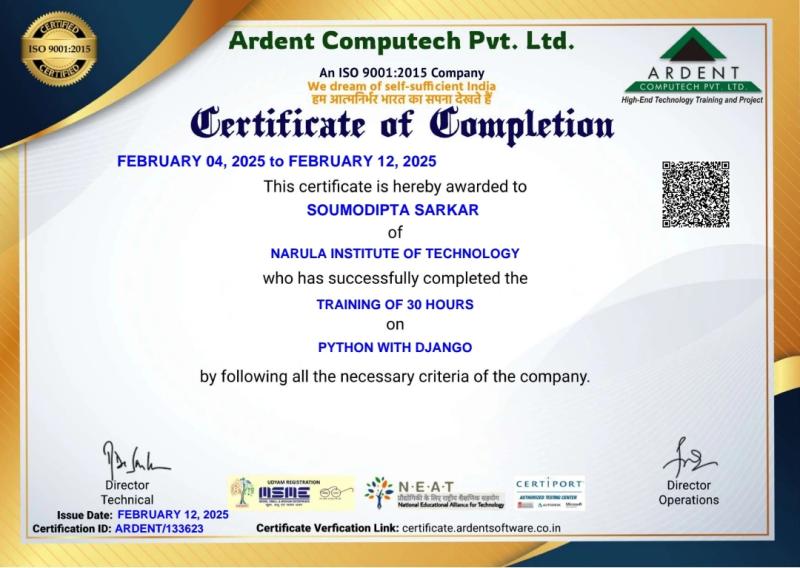 CERTIFIED
ISO 9001:2015
CERTIFIED
Ardent Computech Pvt. Ltd.
An ISO 9001:2015 Company
We dream of self-sufficient India
हम आत्मनिर्भर भारत का सपना देखते हैं
ARDENT
COMPUTECH PVT. LTD.
High-End Technology Training and Project
Certificate of Completion
FEBRUARY 04, 2025 to FEBRUARY 12, 2025
This certificate is hereby awarded to
SOUMODIPTA SARKAR
of
NARULA INSTITUTE OF TECHNOLOGY
who has successfully completed the
TRAINING OF 30 HOURS
on
PYTHON WITH DJANGO
by following all the necessary criteria of the company.
Director
Technical
UDYAM REGISTRATION
MSME
N·E·A·T
प्रौद्योगिकी के लिए राष्ट्रीय शैक्षणिक सहयोग
National Educational Alliance for Technology
CERTIPORT
AUTHORIZED TESTING CENTER
Director
Operations
Issue Date: FEBRUARY 12, 2025
Certification ID: ARDENT/133623
Certificate Verfication Link: certificate.ardentsoftware.co.in